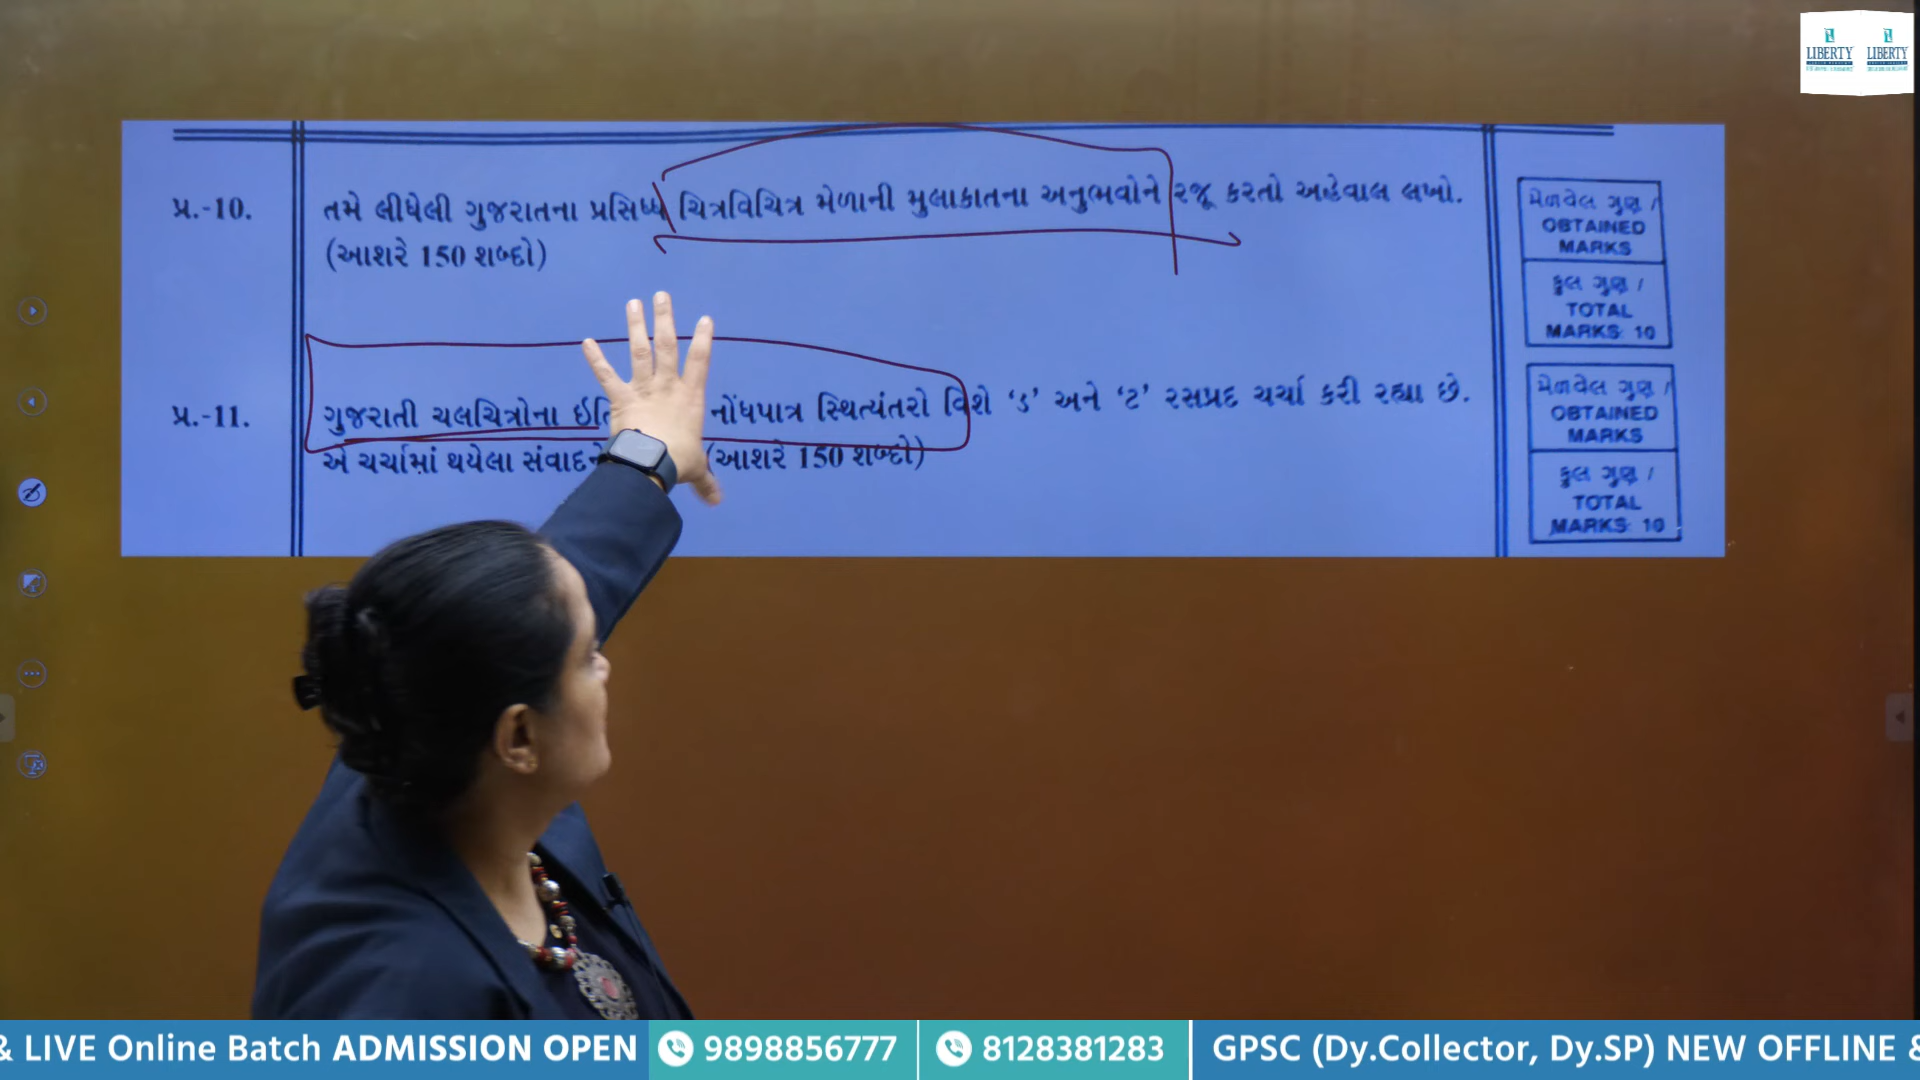 LIBERTY LIBERTY
પ્ર.-10. તમે લીધેલી ગુજરાતના પ્રસિધ્ધ ચિત્રવિચિત્ર મેળાની મુલાકાતના અનુભવોને રજૂ કરતો અહેવાલ લખો.
(આશરે 150 શબ્દો)
મેળવેલ ગુણ /
OBTAINED
MARKS
કુલ ગુણ /
TOTAL
MARKS: 10
પ્ર.-11. ગુજરાતી ચલચિત્રોના નોંધપાત્ર સ્થિત્યંતરો વિશે ‘ડ’ અને ‘ટ’ રસપ્રદ ચર્ચા કરી રહ્યા છે.
એ ચર્ચામાં થયેલા (આશરે 150 શબ્દો)
મેળવેલ ગુણ /
OBTAINED
MARKS
કુલ ગુણ /
TOTAL
MARKS: 10
& LIVE Online Batch ADMISSION OPEN 9898856777 8128381283 GPSC (Dy.Collector, Dy.SP) NEW OFFLINE &